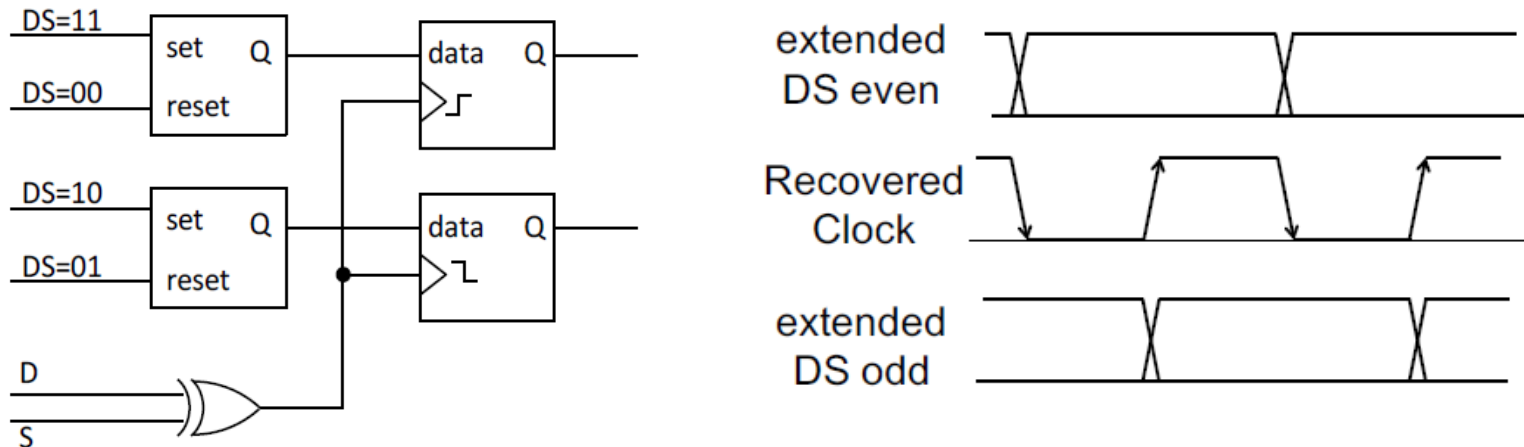 DS=11
set Q
DS=00
reset
data Q
DS=10
set Q
DS=01
reset
data Q
D
S
extended
DS even
Recovered
Clock
extended
DS odd